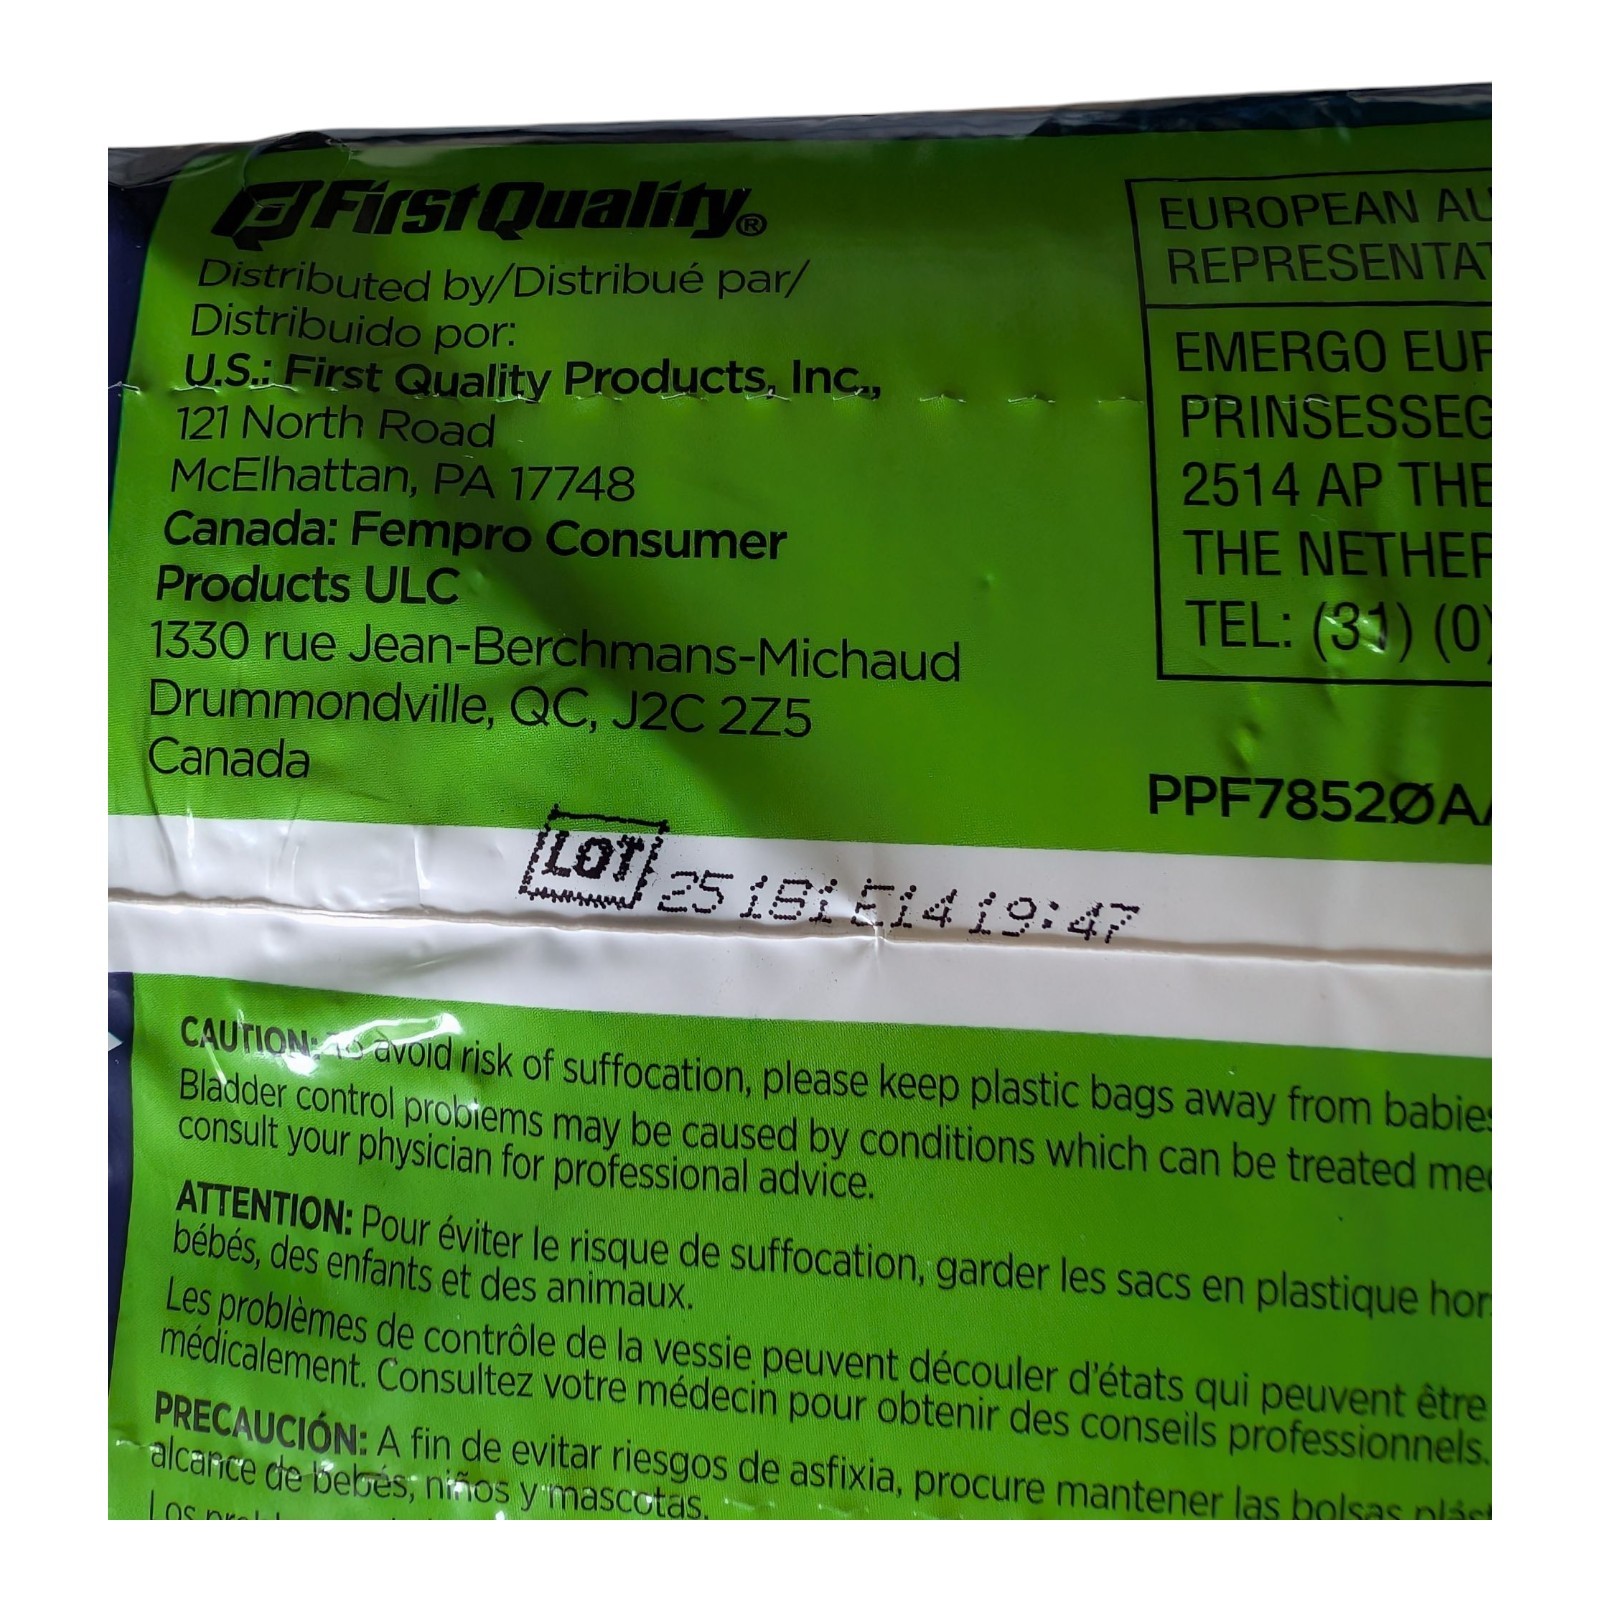 First Quality®
Distributed by/Distribué par/
Distribuido por:
U.S.: First Quality Products, Inc.,
121 North Road
McElhattan, PA 17748
Canada: Fempro Consumer
Products ULC
1330 rue Jean-Berchmans-Michaud
Drummondville, QC, J2C 2Z5
Canada
EUROPEAN AU
REPRESENTAT
EMERGO EUR
PRINSESSEG
2514 AP THE
THE NETHER
TEL: (31) (0)
PPF7852ØA
LOT 25181E14 19:47
CAUTION: To avoid risk of suffocation, please keep plastic bags away from babies
Bladder control problems may be caused by conditions which can be treated me
consult your physician for professional advice.
ATTENTION: Pour éviter le risque de suffocation, garder les sacs en plastique hor
bébés, des enfants et des animaux.
Les problèmes de contrôle de la vessie peuvent découler d'états qui peuvent être
médicalement. Consultez votre médecin pour obtenir des conseils professionnels.
PRECAUCIÓN: A fin de evitar riesgos de asfixia, procure mantener las bolsas plást
alcance de bebés, niños y mascotas.
Los